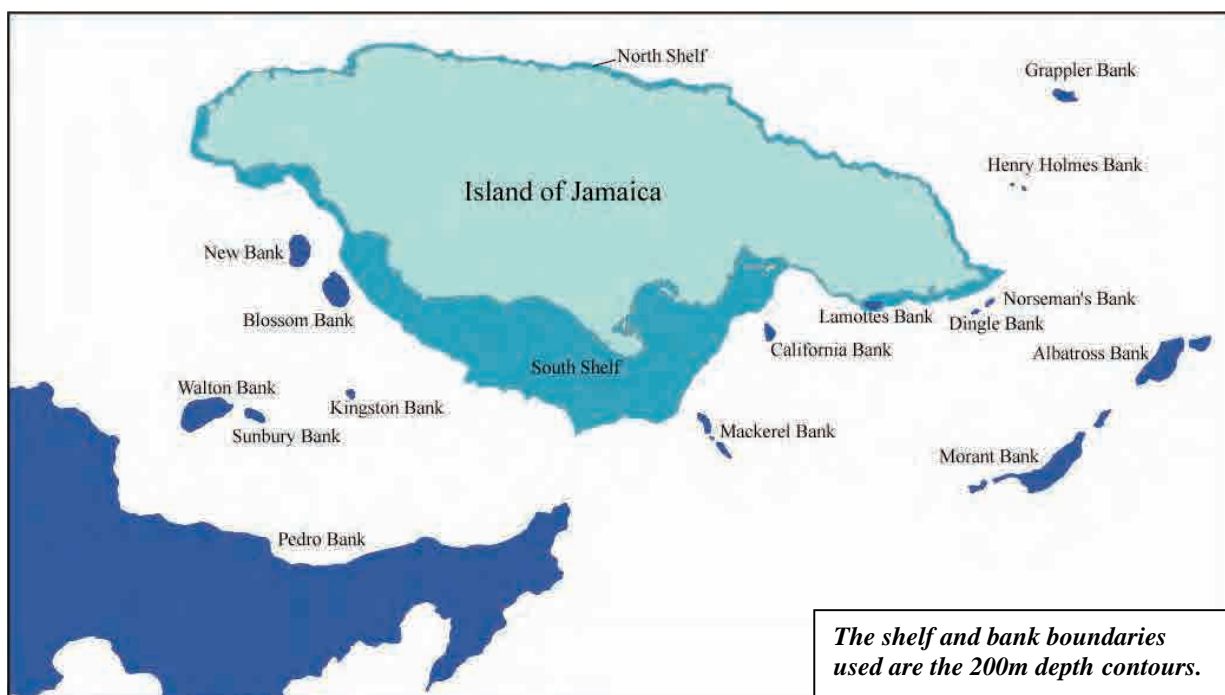 North Shelf
Grappler Bank
Henry Holmes Bank
Island of Jamaica
New Bank
Blossom Bank
Norseman's Bank
Lamottes Bank
Dingle Bank
California Bank
Albatross Bank
South Shelf
Walton Bank
Kingston Bank
Sunbury Bank
Mackerel Bank
Morant Bank
Pedro Bank
The shelf and bank boundaries
used are the 200m depth contours.